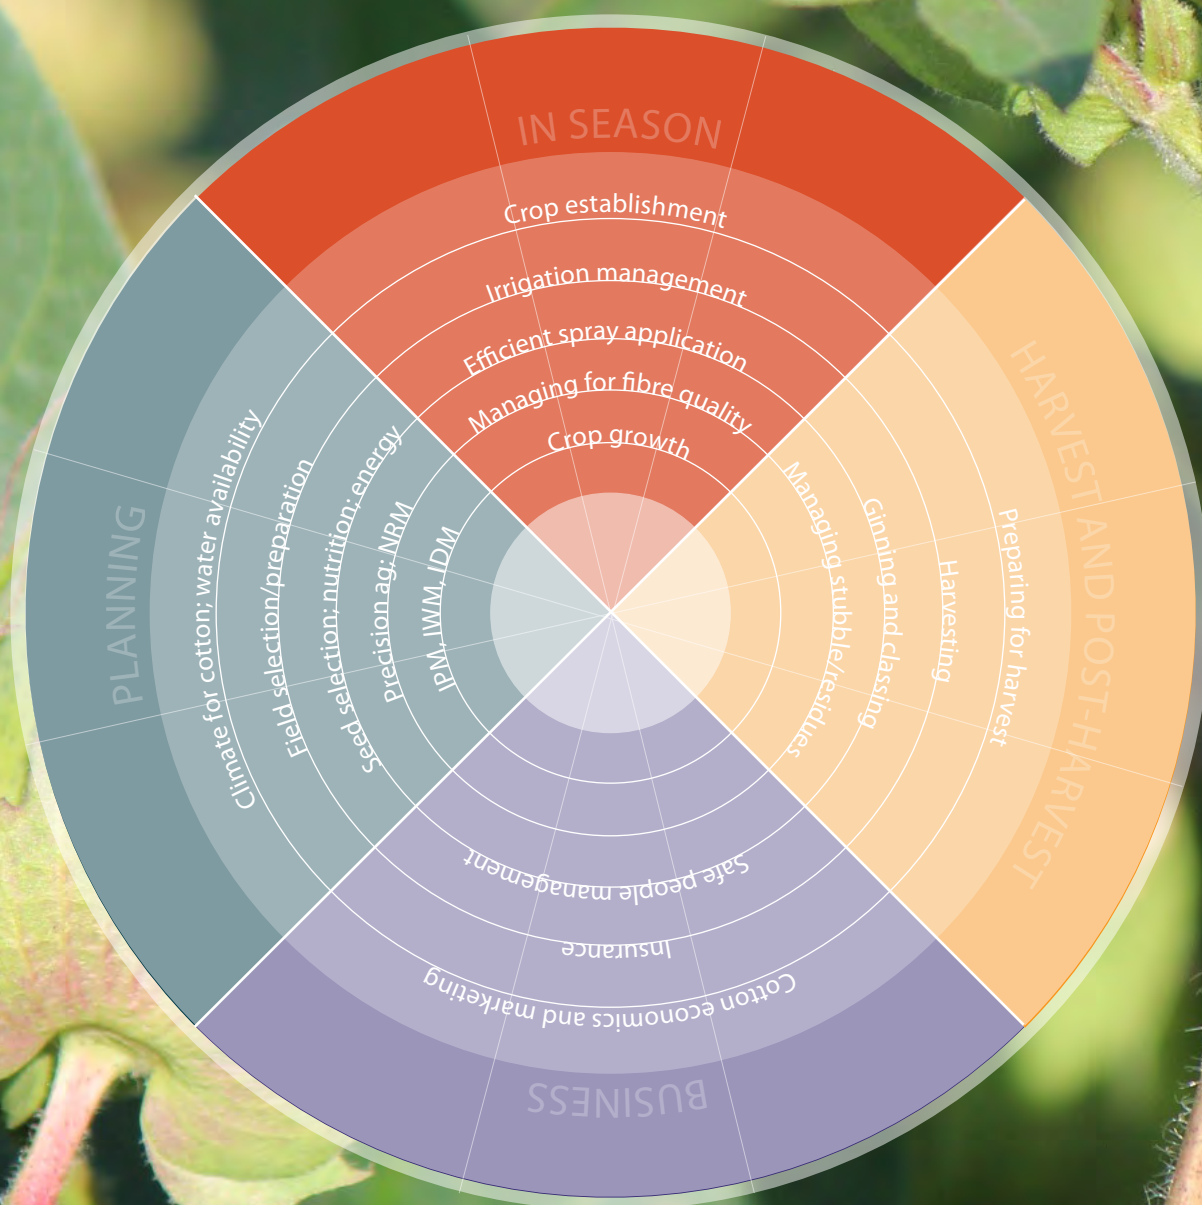 IN SEASON
Crop establishment
Irrigation management
Efficient spray application
Managing for fibre quality
Crop growth
HARVEST AND POST-HARVEST
Preparing for harvest
Harvesting
Ginning and classing
Managing stubble/residues
BUSINESS
Cotton economics and marketing
Insurance
Safe people management
PLANNING
Climate for cotton; water availability
Field selection/preparation
Seed selection; nutrition; energy
Precision ag; NRM
IPM, IWM, IDM